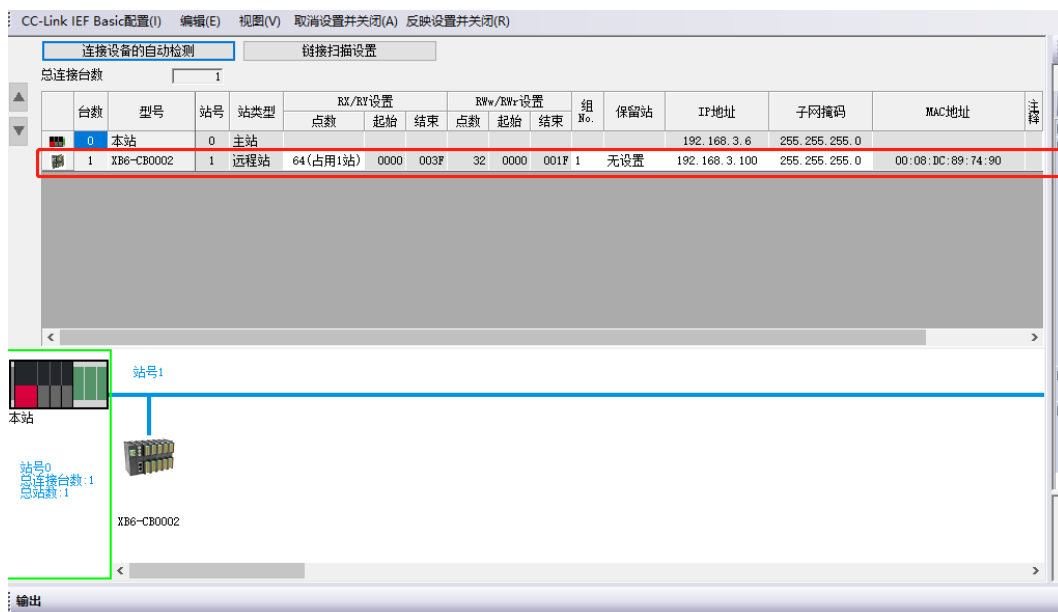 CC-Link IEF Basic配置(I) 编辑(E) 视图(V) 取消设置并关闭(A) 反映设置并关闭(R)
连接设备的自动检测 链接扫描设置
总连接台数 1
台数 型号 站号 站类型 RX/RY设置 RWw/RWr设置 组No. 保留站 IP地址 子网掩码 MAC地址 注释
点数 起始 结束 点数 起始 结束
0 本站 0 主站 192.168.3.6 255.255.255.0
1 XB6-CB0002 1 远程站 64(占用1站) 0000 003F 32 0000 001F 1 无设置 192.168.3.100 255.255.255.0 00:08:DC:89:74:90
站号1
本站
站号0
总连接台数:1
总站数:1
XB6-CB0002
输出